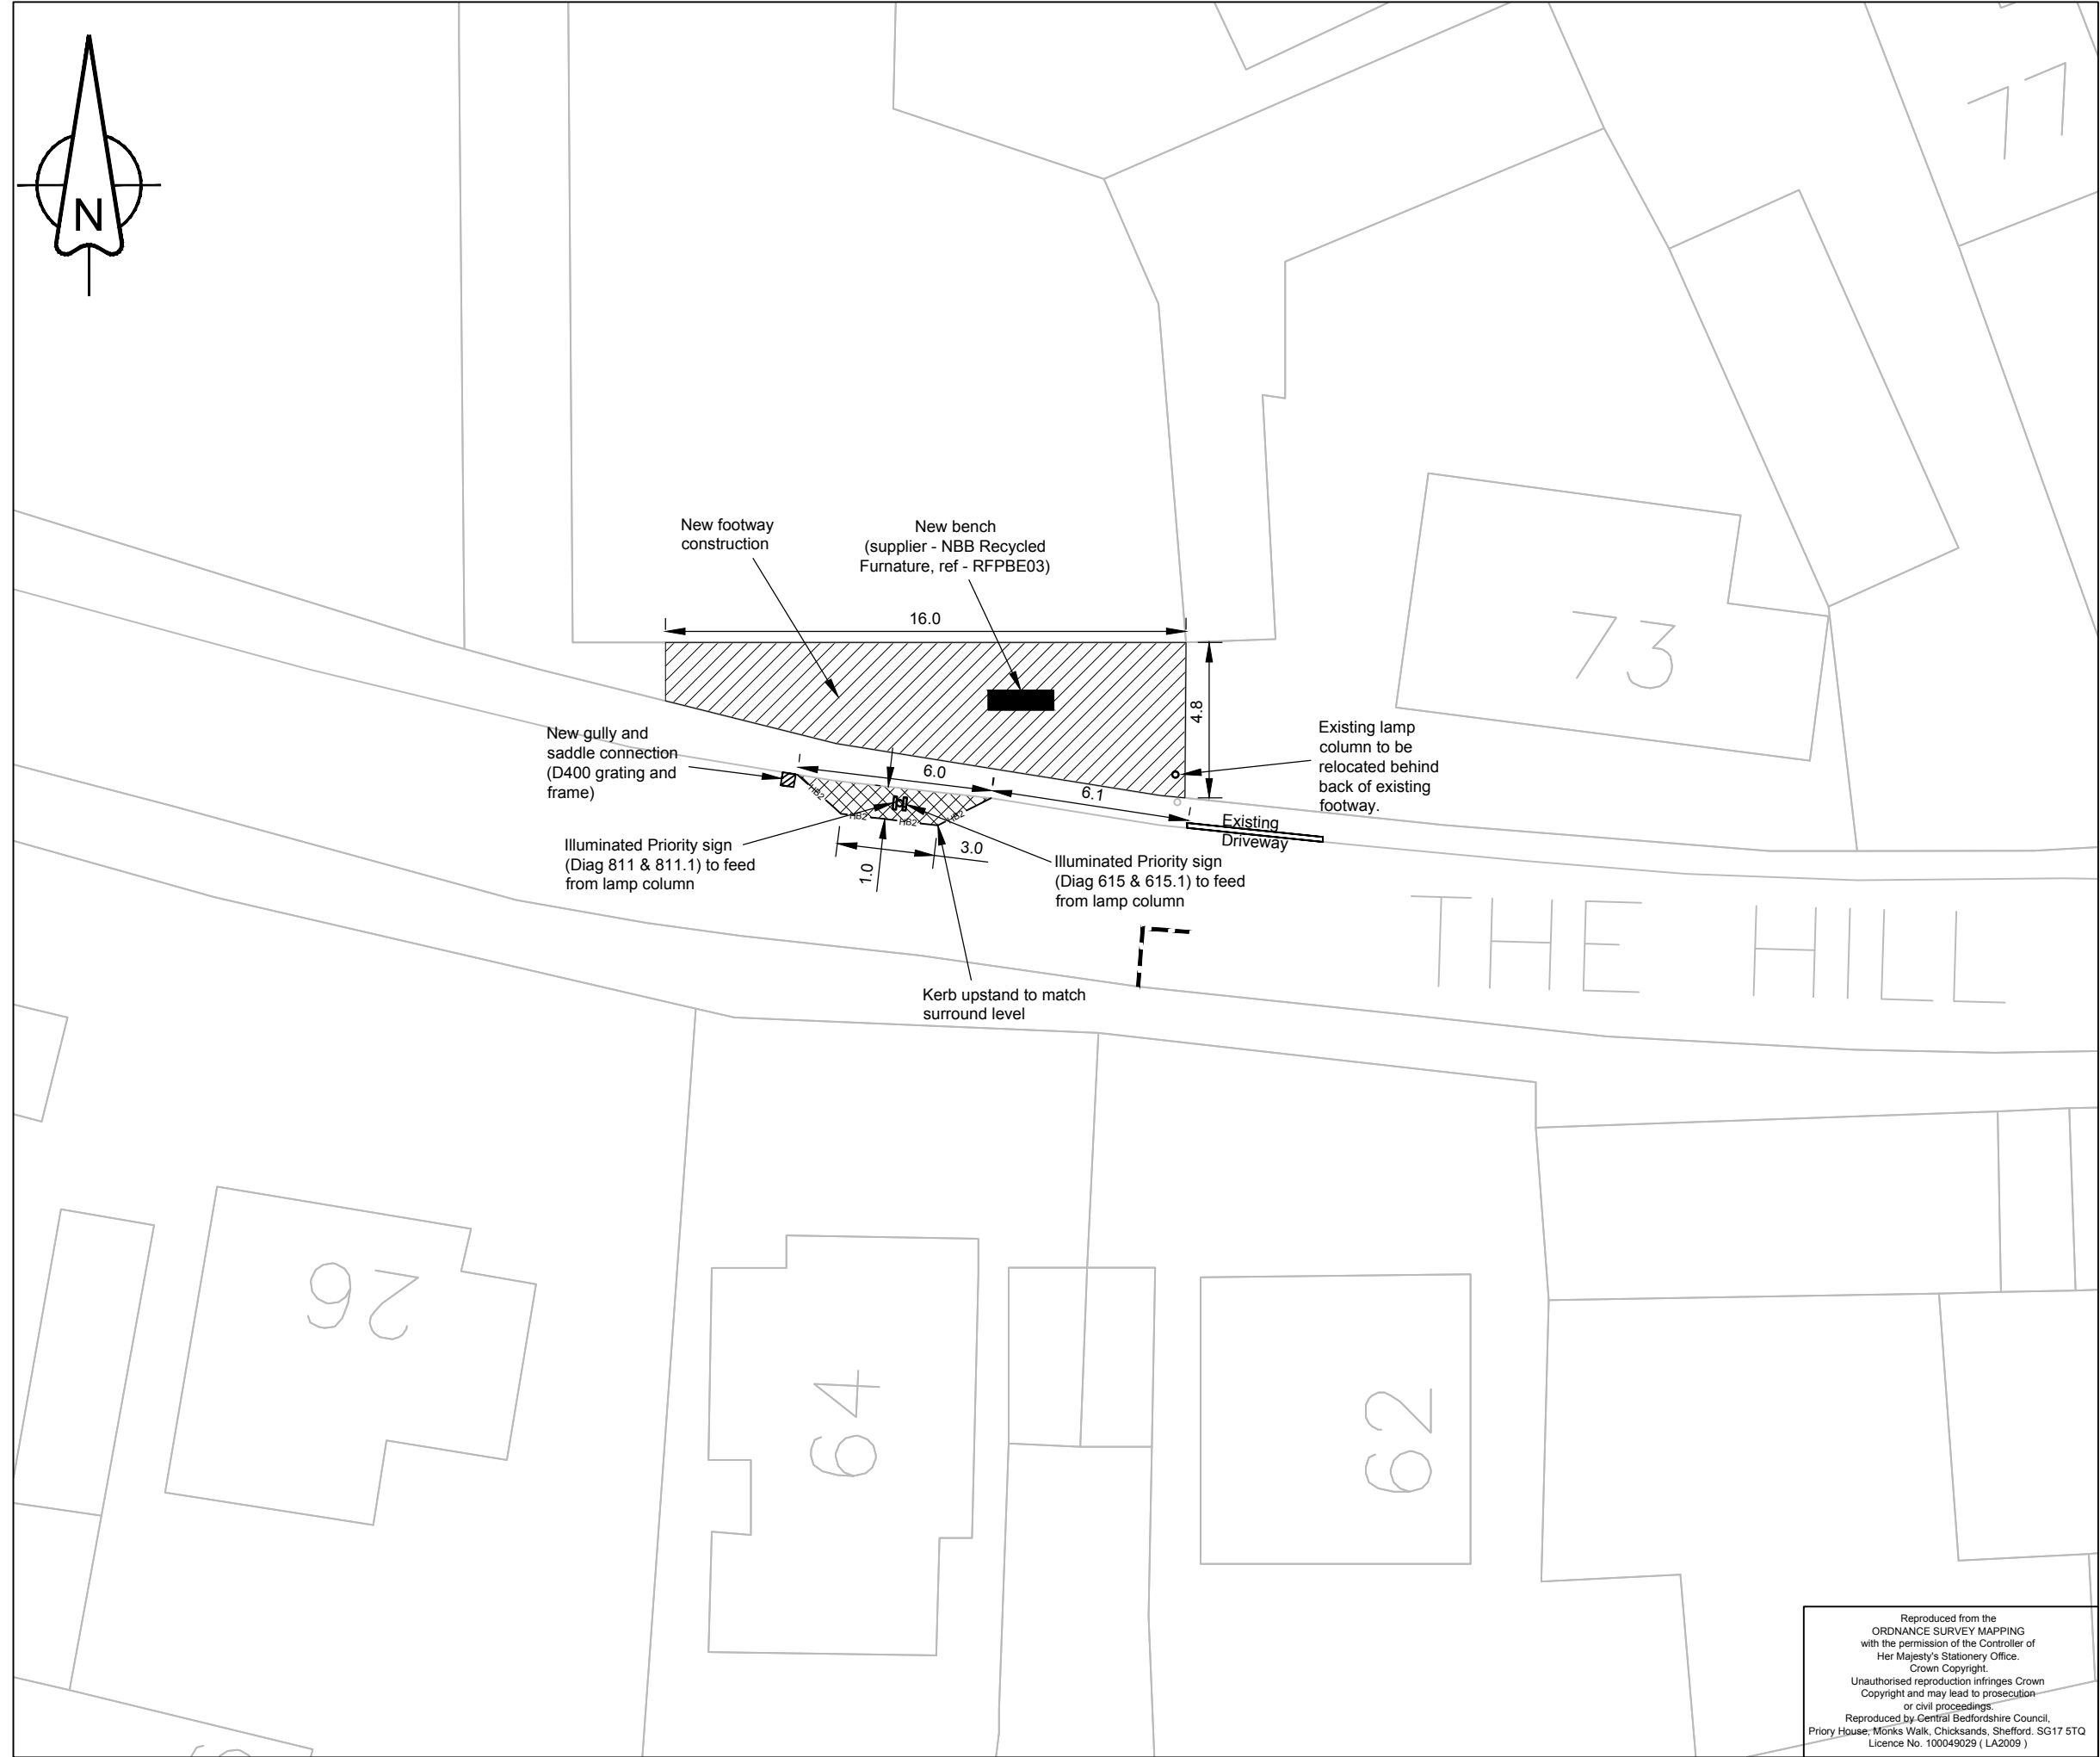 N
77
New footway
construction
New bench
(supplier - NBB Recycled
Furnature, ref - RFPBE03)
16.0
73
4.8
New gully and
saddle connection
(D400 grating and
frame)
6.0
6.1
Existing lamp
column to be
relocated behind
back of existing
footway.
HB2
HB2
HB2
HB2
Existing
Driveway
Illuminated Priority sign
(Diag 811 & 811.1) to feed
from lamp column
1.0
3.0
Illuminated Priority sign
(Diag 615 & 615.1) to feed
from lamp column
THE HILL
Kerb upstand to match
surround level
26
64
62
Reproduced from the
ORDNANCE SURVEY MAPPING
with the permission of the Controller of
Her Majesty's Stationery Office.
Crown Copyright.
Unauthorised reproduction infringes Crown
Copyright and may lead to prosecution
or civil proceedings.
Reproduced by Central Bedfordshire Council,
Priory House, Monks Walk, Chicksands, Shefford. SG17 5TQ
Licence No. 100049029 ( LA2009 )